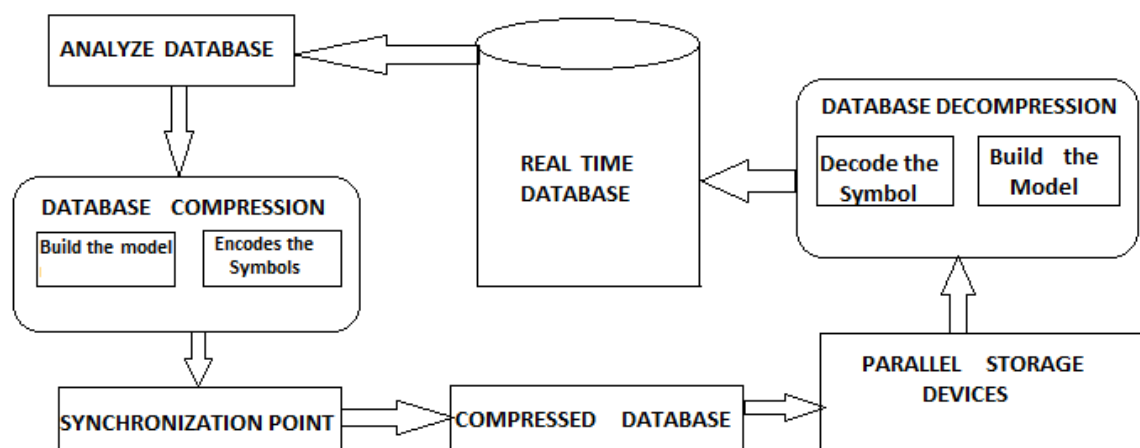 ANALYZE DATABASE
DATABASE COMPRESSION
Build the model
Encodes the
Symbols
SYNCHRONIZATION POINT
COMPRESSED DATABASE
PARALLEL STORAGE
DEVICES
DATABASE DECOMPRESSION
Decode the
Symbol
Build the
Model
REAL TIME
DATABASE